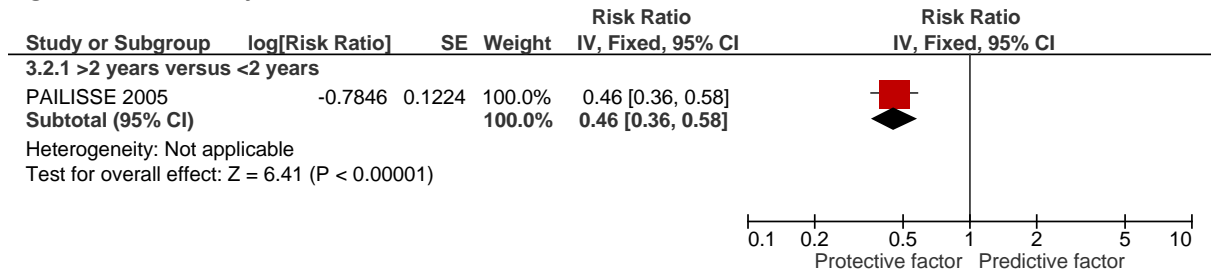 Risk Ratio Risk Ratio
Study or Subgroup log[Risk Ratio] SE Weight IV, Fixed, 95% CI IV, Fixed, 95% CI
3.2.1 >2 years versus <2 years
PAILISSE 2005 -0.7846 0.1224 100.0% 0.46 [0.36, 0.58]
Subtotal (95% CI) 100.0% 0.46 [0.36, 0.58]
Heterogeneity: Not applicable
Test for overall effect: Z = 6.41 (P < 0.00001)
0.1 0.2 0.5 1 2 5 10
Protective factor Predictive factor